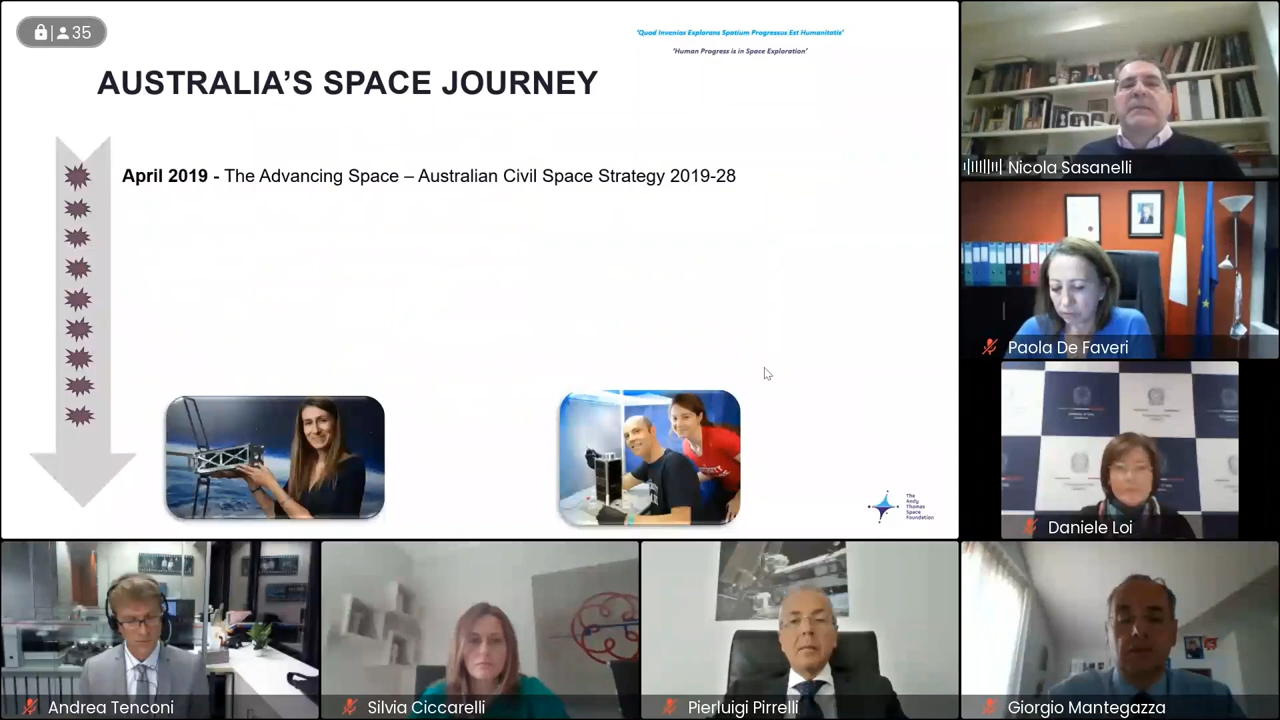 35
'Quod Invenias Explorans Spatium Progressus Est Humanitatis'
'Human Progress is in Space Exploration'
AUSTRALIA'S SPACE JOURNEY
April 2019 - The Advancing Space – Australian Civil Space Strategy 2019-28
The
Andy
Thomas
Space
Foundation
Nicola Sasanelli
Paola De Faveri
Daniele Loi
Andrea Tenconi
Silvia Ciccarelli
Pierluigi Pirrelli
Giorgio Mantegazza